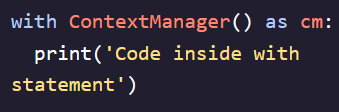 with ContextManager() as cm:
  print('Code inside with
statement')